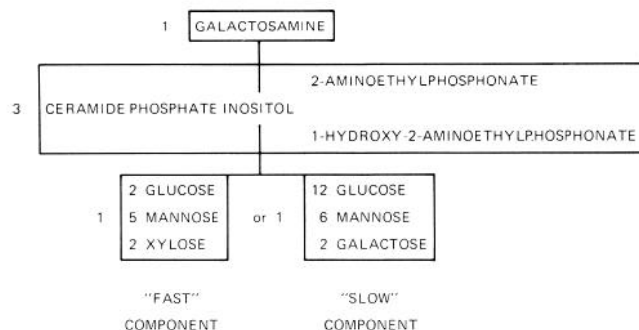 1 GALACTOSAMINE
2-AMINOETHYLPHOSPHONATE
3 CERAMIDE PHOSPHATE INOSITOL
1-HYDROXY-2-AMINOETHYLPHOSPHONATE
2 GLUCOSE 12 GLUCOSE
1 5 MANNOSE or 1 6 MANNOSE
2 XYLOSE 2 GALACTOSE
"FAST" "SLOW"
COMPONENT COMPONENT